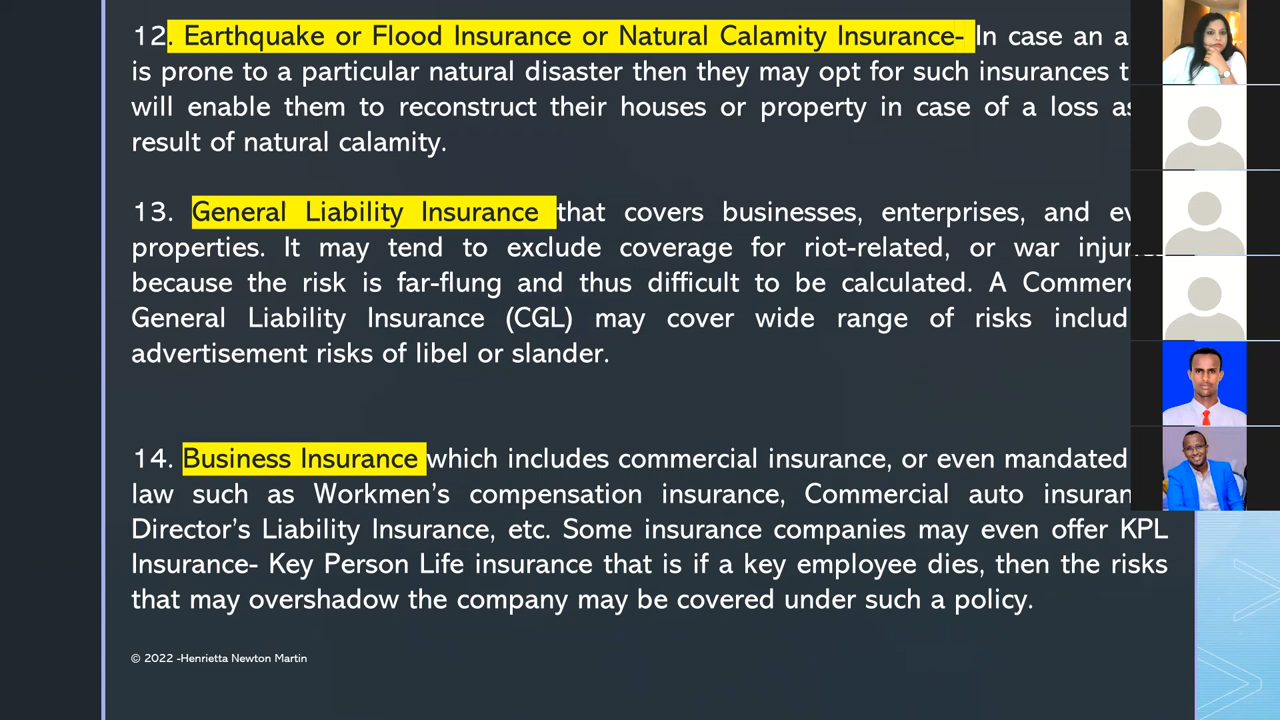 12. Earthquake or Flood Insurance or Natural Calamity Insurance- In case an a
is prone to a particular natural disaster then they may opt for such insurances t
will enable them to reconstruct their houses or property in case of a loss as
result of natural calamity.
13. General Liability Insurance that covers businesses, enterprises, and ev
properties. It may tend to exclude coverage for riot-related, or war injur
because the risk is far-flung and thus difficult to be calculated. A Commerc
General Liability Insurance (CGL) may cover wide range of risks includ
advertisement risks of libel or slander.
14. Business Insurance which includes commercial insurance, or even mandated
law such as Workmen’s compensation insurance, Commercial auto insuran
Director’s Liability Insurance, etc. Some insurance companies may even offer KPL
Insurance- Key Person Life insurance that is if a key employee dies, then the risks
that may overshadow the company may be covered under such a policy.
© 2022 -Henrietta Newton Martin